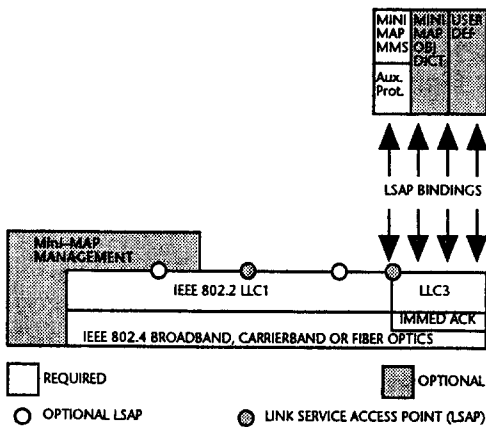 MINI
MAP
MMS
MINI
MAP
OBJ
DICT
USER
DEF
Aux.
Prot.
LSAP BINDINGS
Mini-MAP
MANAGEMENT
IEEE 802.2 LLC1
LLC3
IMMED ACK
IEEE 802.4 BROADBAND, CARRIERBAND OR FIBER OPTICS
REQUIRED
OPTIONAL
OPTIONAL LSAP
LINK SERVICE ACCESS POINT (LSAP)